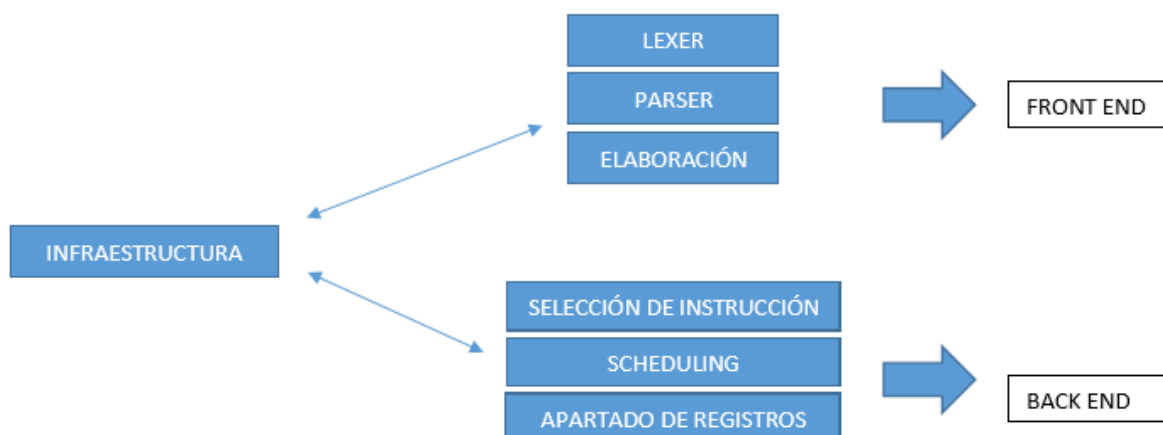 LEXER
PARSER
ELABORACIÓN
FRONT END
INFRAESTRUCTURA
SELECCIÓN DE INSTRUCCIÓN
SCHEDULING
APARTADO DE REGISTROS
BACK END